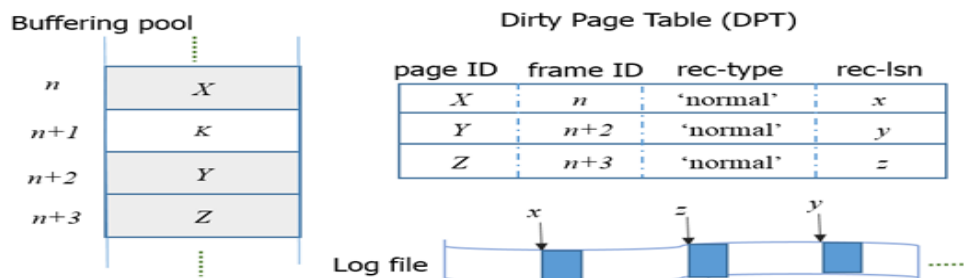 Buffering pool
n X
n+1 K
n+2 Y
n+3 Z
Dirty Page Table (DPT)
page ID frame ID rec-type rec-lsn
X n ‘normal’ x
Y n+2 ‘normal’ y
Z n+3 ‘normal’ z
x z y
Log file